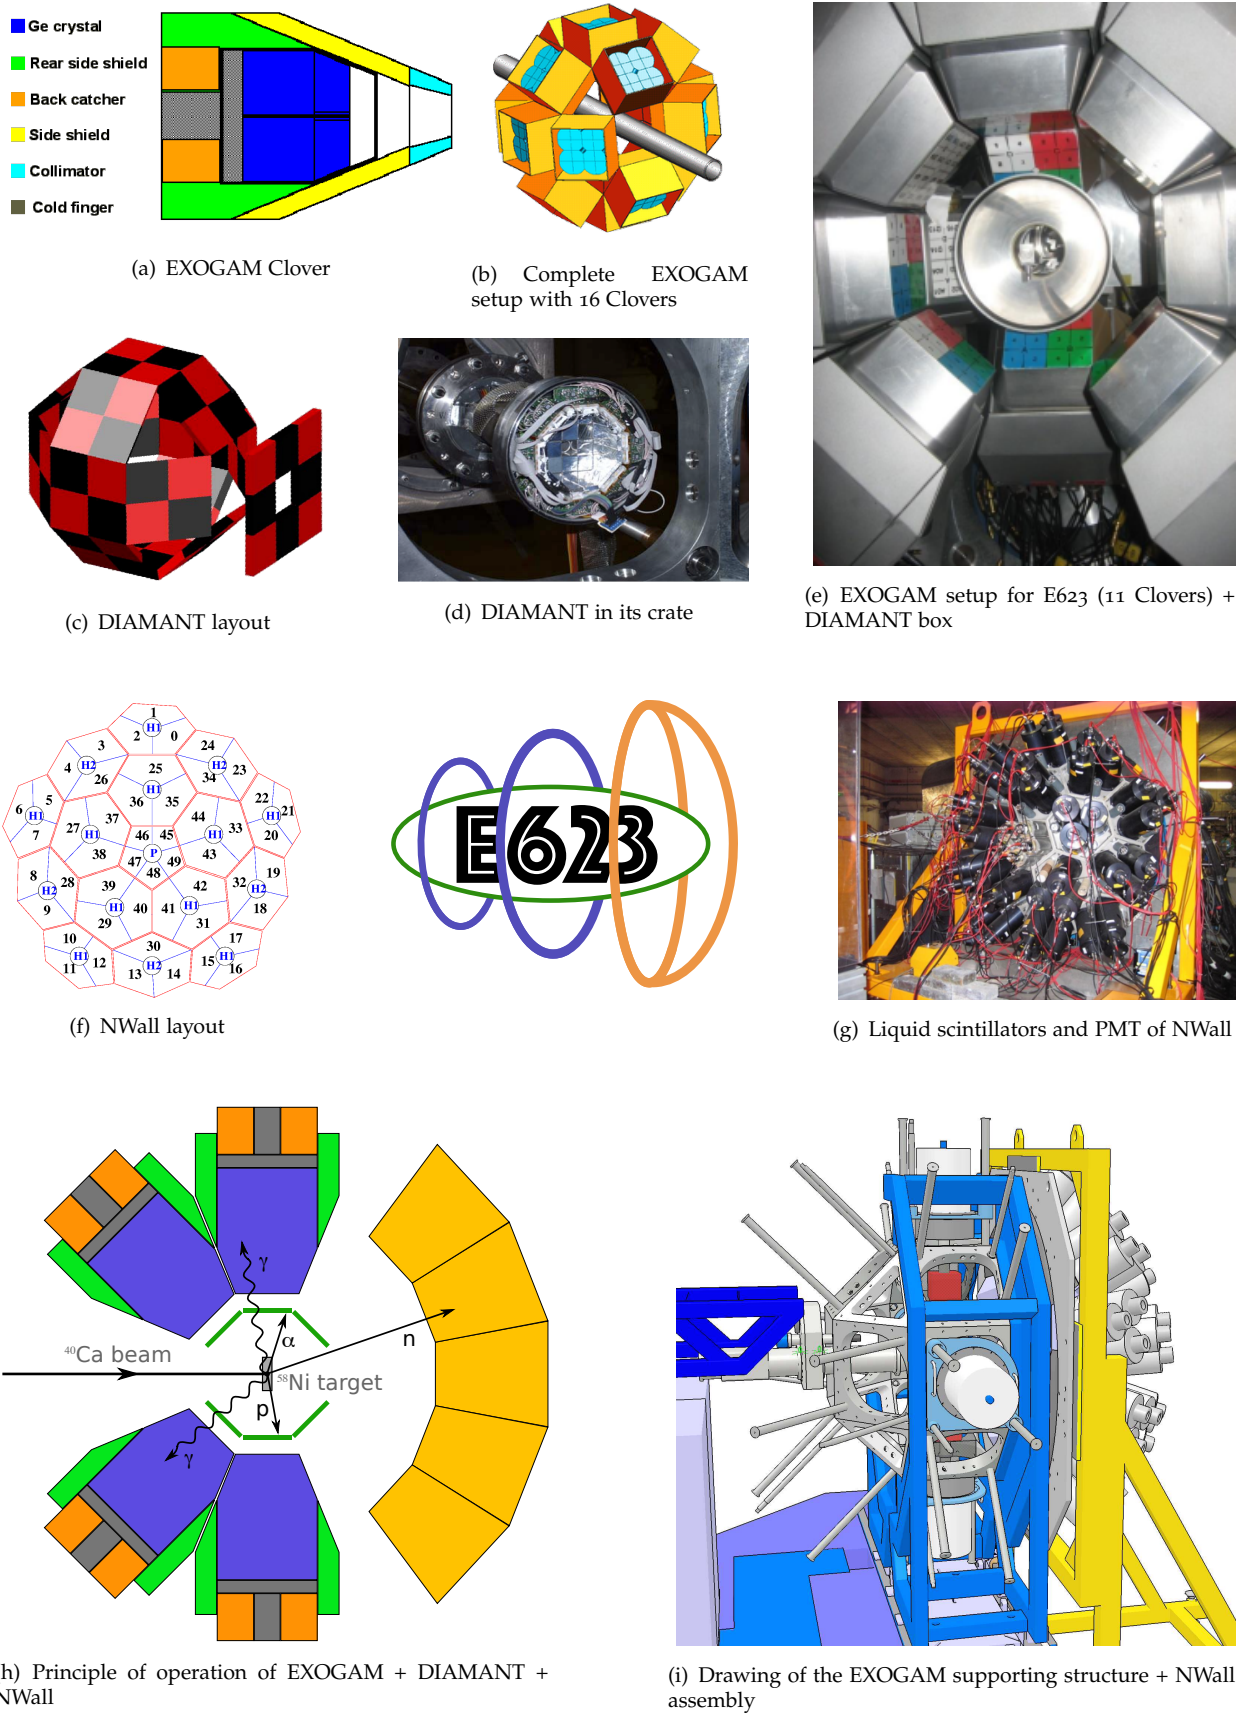 Ge crystal
Rear side shield
Back catcher
Side shield
Collimator
Cold finger
(a) EXOGAM Clover
(b) Complete EXOGAM
setup with 16 Clovers
(c) DIAMANT layout
(d) DIAMANT in its crate
(e) EXOGAM setup for E623 (11 Clovers) +
DIAMANT box
1
H1
2
0
3
24
4
H2
H2
23
26
25
34
H1
36
35
5
22
6
H1
H1
21
7
20
37
44
27
H1
46
45
H1
33
38
P
43
47
49
48
8
28
19
H2
39
42
32
H2
9
18
H1
40
41
H1
29
31
10
30
17
H1
H2
H1
11
12
13
14
15
16
(f) NWall layout
E623
(g) Liquid scintillators and PMT of NWall
γ
α
n
40Ca beam
58Ni target
p
γ
h) Principle of operation of EXOGAM + DIAMANT +
NWall
(i) Drawing of the EXOGAM supporting structure + NWall
assembly